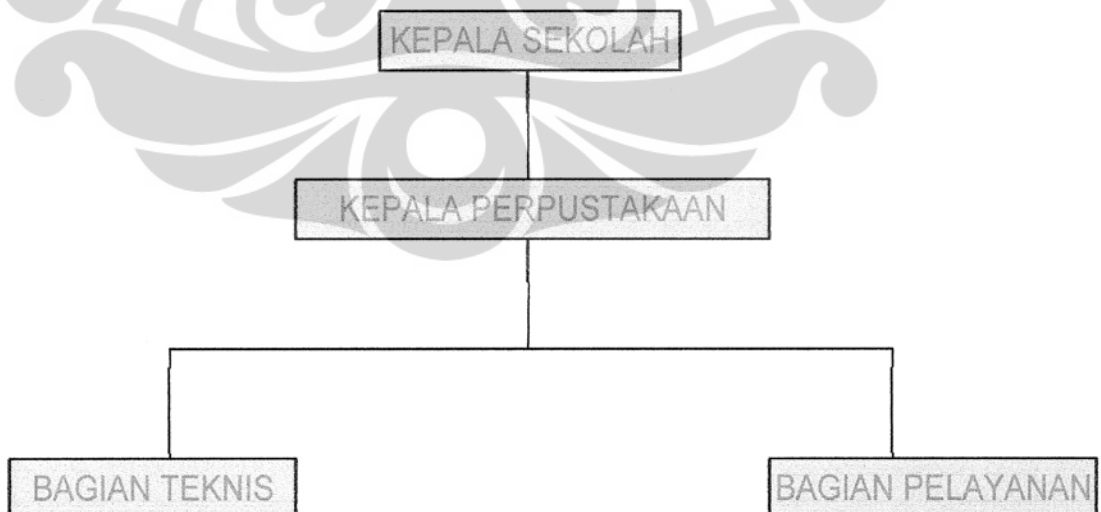 KEPALA SEKOLAH
KEPALA PERPUSTAKAAN
BAGIAN TEKNIS
BAGIAN PELAYANAN